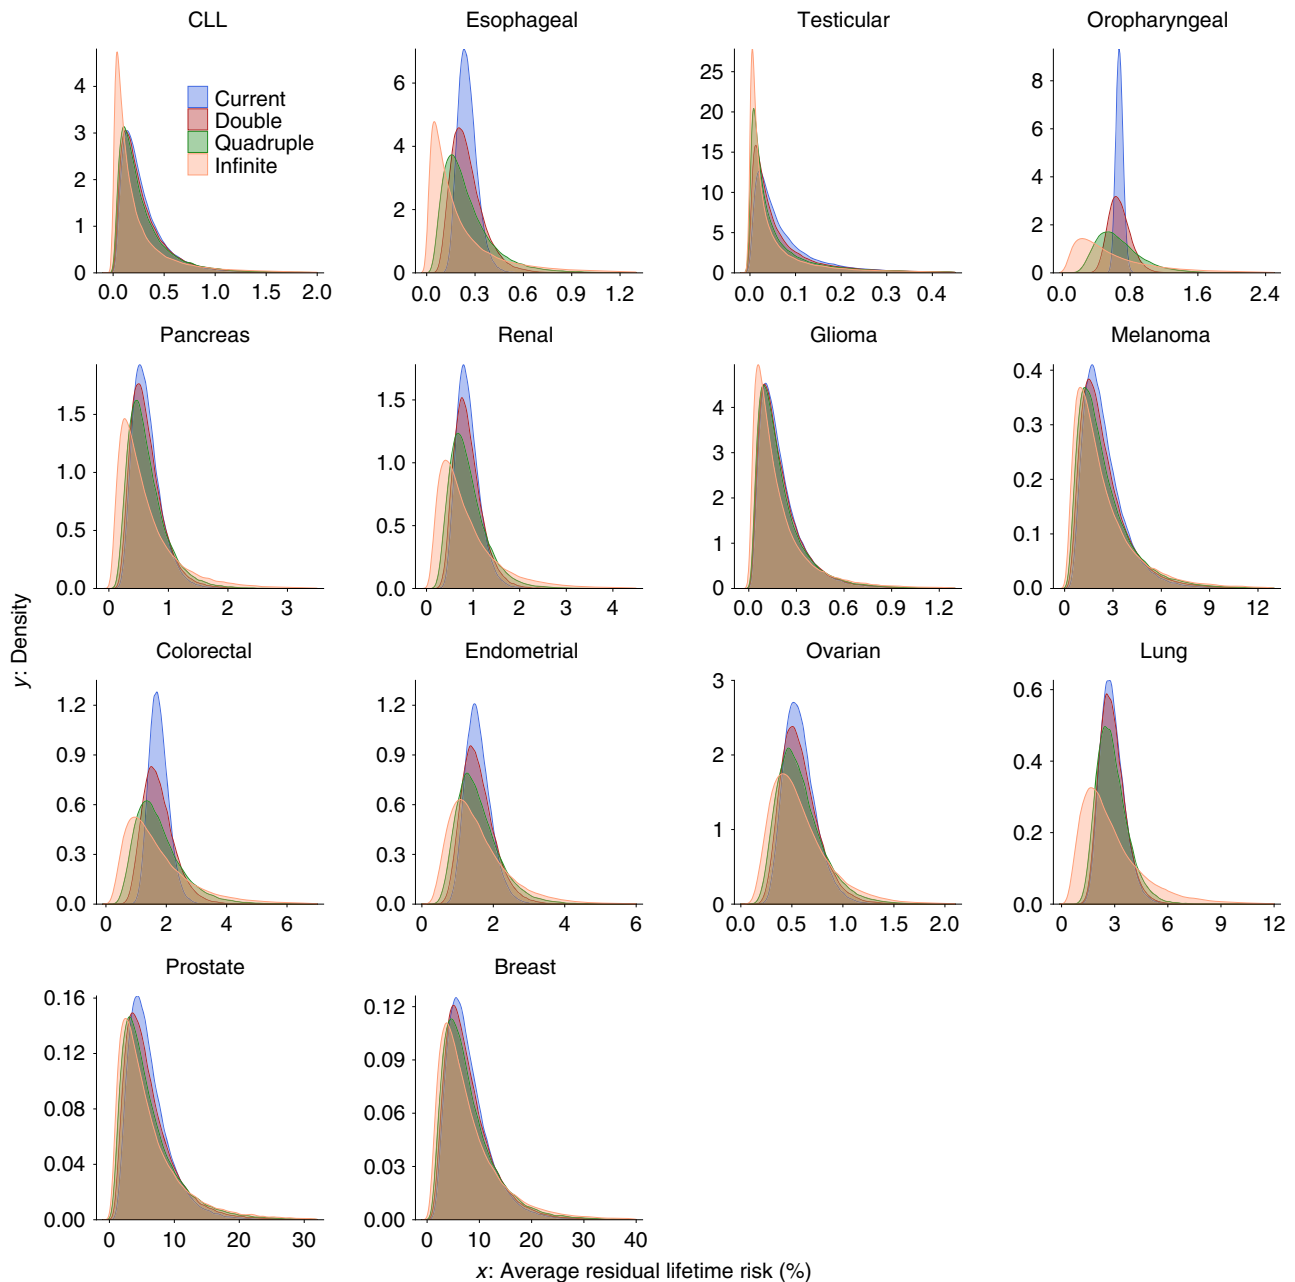 CLL Esophageal Testicular Oropharyngeal
4 3 2 1 0
0.0 0.5 1.0 1.5 2.0
Current
Double
Quadruple
Infinite
6 4 2 0
0.0 0.3 0.6 0.9 1.2
25 20 15 10 5 0
0.0 0.1 0.2 0.3 0.4
8 6 4 2 0
0.0 0.8 1.6 2.4
Pancreas Renal Glioma Melanoma
1.5 1.0 0.5 0.0
0 1 2 3
1.5 1.0 0.5 0.0
0 1 2 3 4
4 3 2 1 0
0.0 0.3 0.6 0.9 1.2
0.4 0.3 0.2 0.1 0.0
0 3 6 9 12
y: Density
Colorectal Endometrial Ovarian Lung
1.2 0.9 0.6 0.3 0.0
0 2 4 6
1.2 0.9 0.6 0.3 0.0
0 2 4 6
3 2 1 0
0.0 0.5 1.0 1.5 2.0
0.6 0.4 0.2 0.0
0 3 6 9 12
Prostate Breast
0.16 0.12 0.08 0.04 0.00
0 10 20 30
0.12 0.09 0.06 0.03 0.00
0 10 20 30 40
x: Average residual lifetime risk (%)